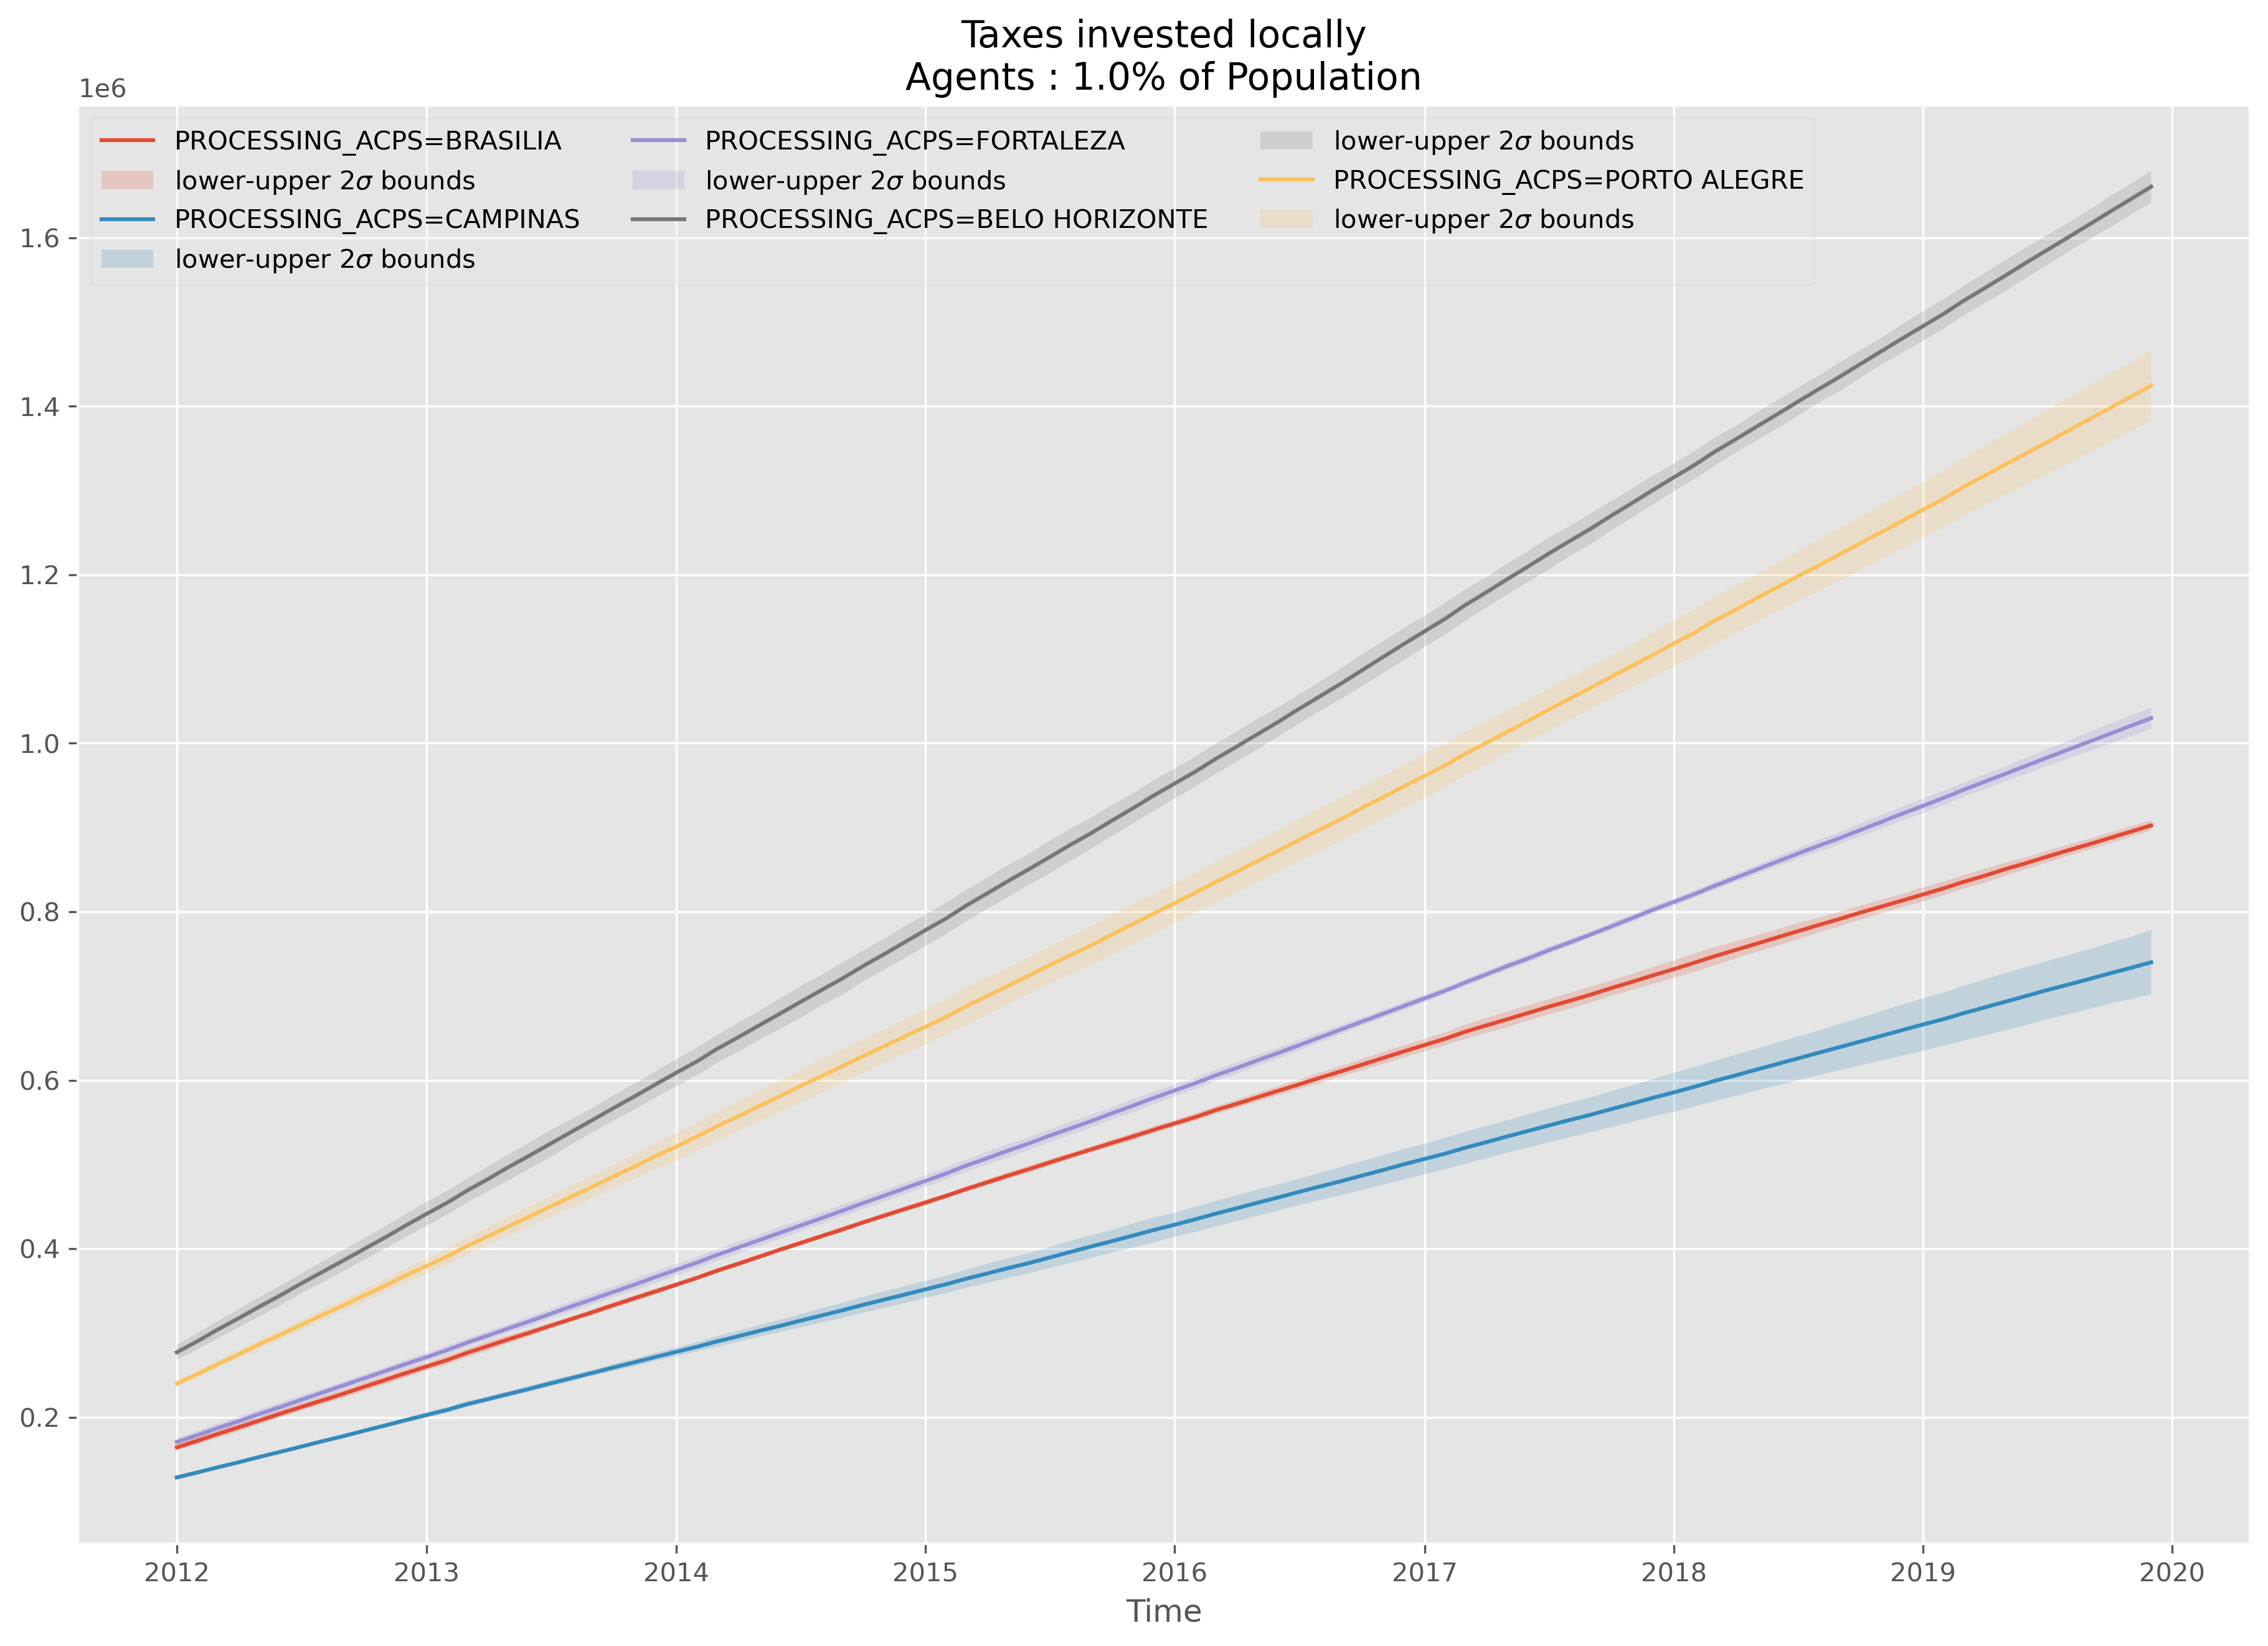 Taxes invested locally
Agents : 1.0% of Population
1e6
PROCESSING_ACPS=BRASILIA
lower-upper 2σ bounds
PROCESSING_ACPS=CAMPINAS
lower-upper 2σ bounds
PROCESSING_ACPS=FORTALEZA
lower-upper 2σ bounds
PROCESSING_ACPS=BELO HORIZONTE
lower-upper 2σ bounds
PROCESSING_ACPS=PORTO ALEGRE
lower-upper 2σ bounds
1.6
1.4
1.2
1.0
0.8
0.6
0.4
0.2
2012 2013 2014 2015 2016 2017 2018 2019 2020
Time